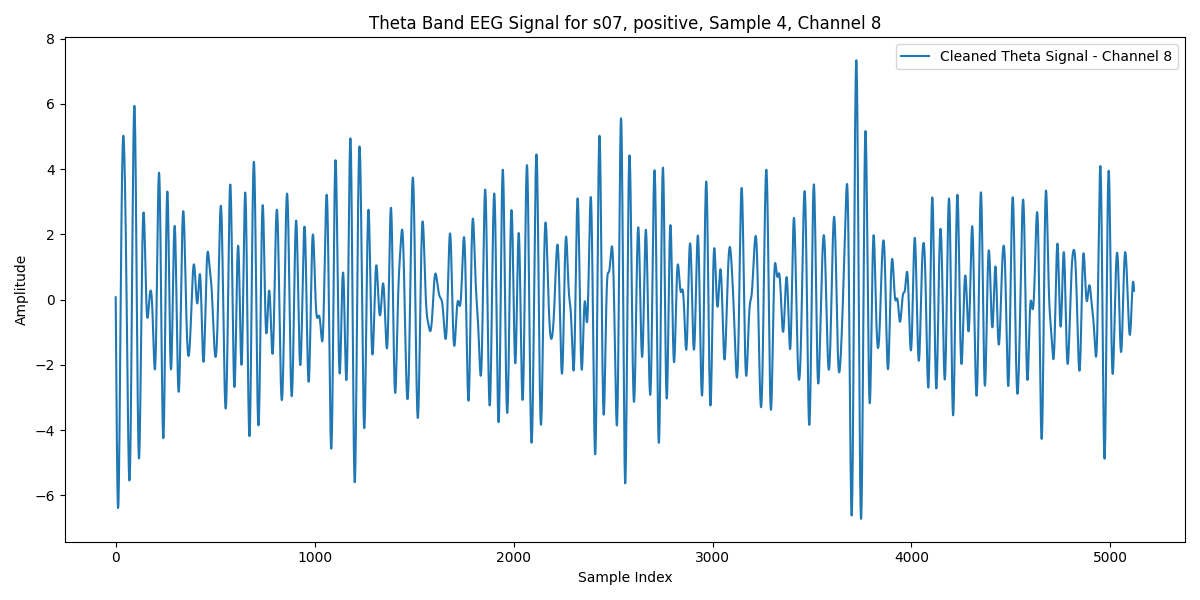 Theta Band EEG Signal for s07, positive, Sample 4, Channel 8
Cleaned Theta Signal - Channel 8
Amplitude
8
6
4
2
0
−2
−4
−6
0 1000 2000 3000 4000 5000
Sample Index